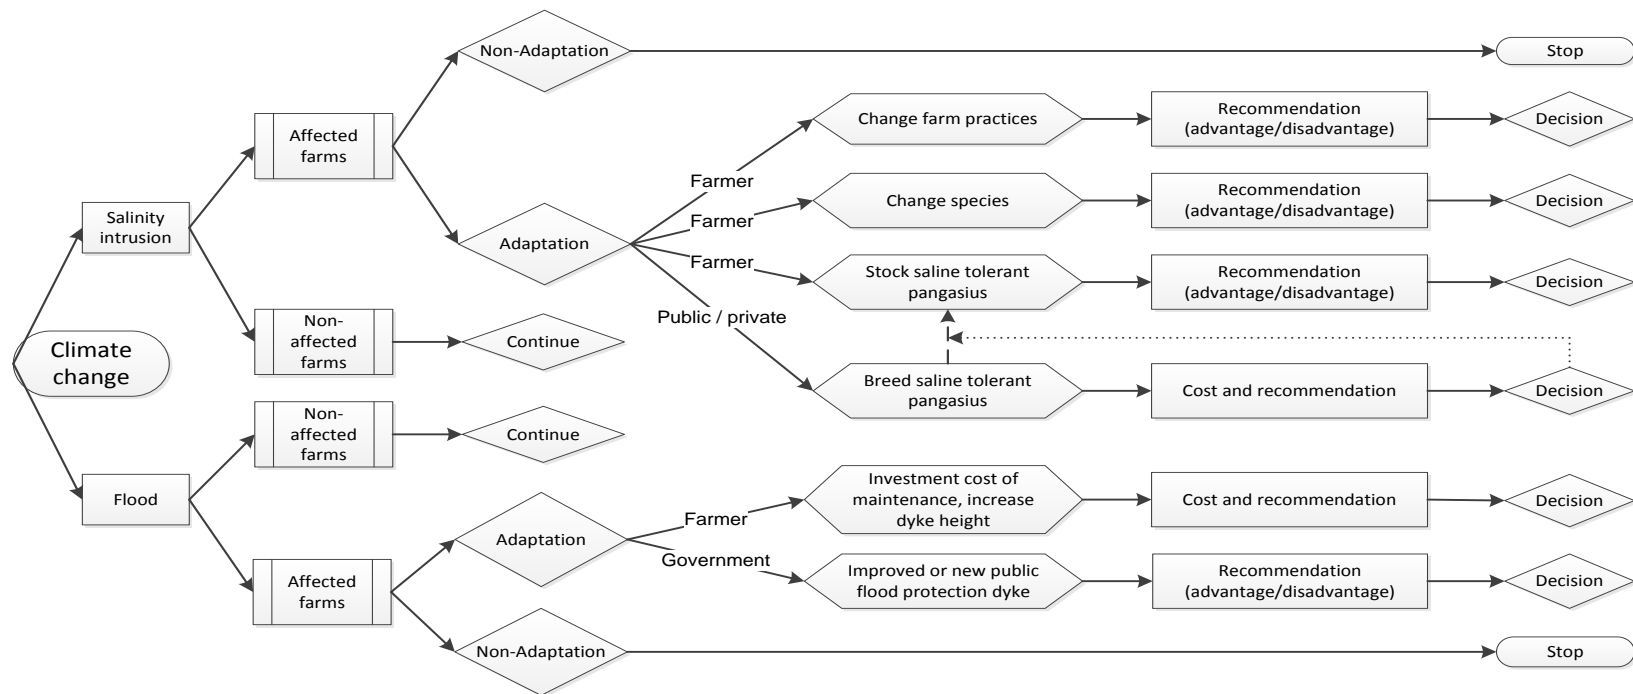 Non-Adaptation
Stop
Change farm practices
Recommendation
(advantage/disadvantage)
Decision
Affected
farms
Farmer
Change species
Recommendation
(advantage/disadvantage)
Decision
Farmer
Salinity
intrusion
Adaptation
Farmer
Stock saline tolerant
pangasius
Recommendation
(advantage/disadvantage)
Decision
Public / private
Non-
affected
farms
Continue
Climate
change
Breed saline tolerant
pangasius
Cost and recommendation
Decision
Non-
affected
farms
Continue
Flood
Investment cost of
maintenance, increase
dyke height
Cost and recommendation
Decision
Farmer
Adaptation
Government
Improved or new public
flood protection dyke
Recommendation
(advantage/disadvantage)
Decision
Affected
farms
Non-Adaptation
Stop